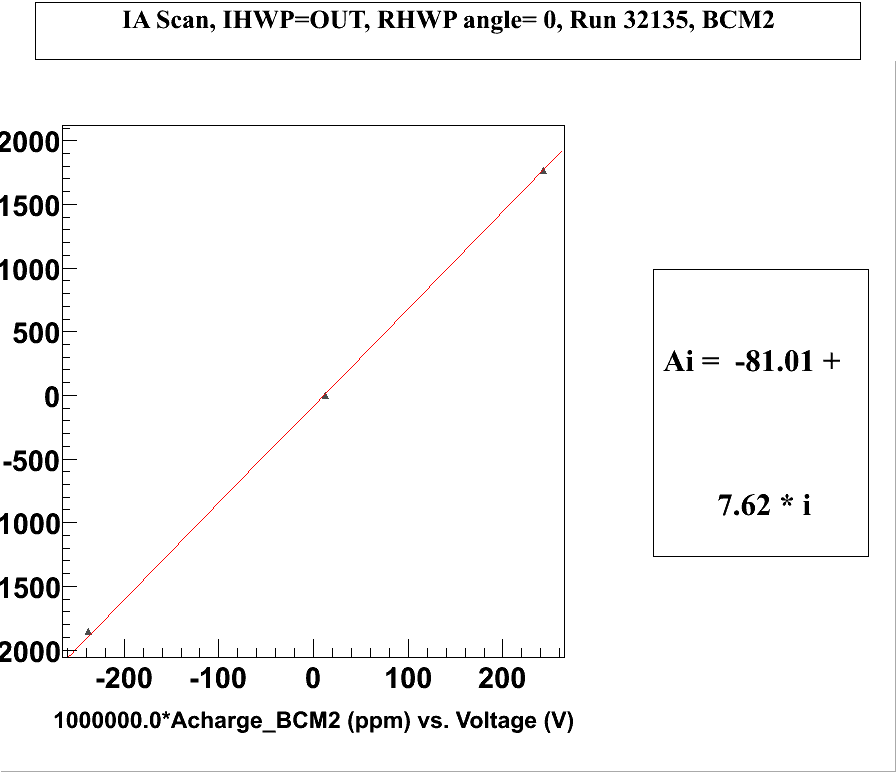 IA Scan, IHWP=OUT, RHWP angle= 0, Run 32135, BCM2
2000
1500
1000
500
0
-500
1000
1500
2000
-200 -100 0 100 200
1000000.0*Acharge_BCM2 (ppm) vs. Voltage (V)
Ai = -81.01 +
7.62 * i